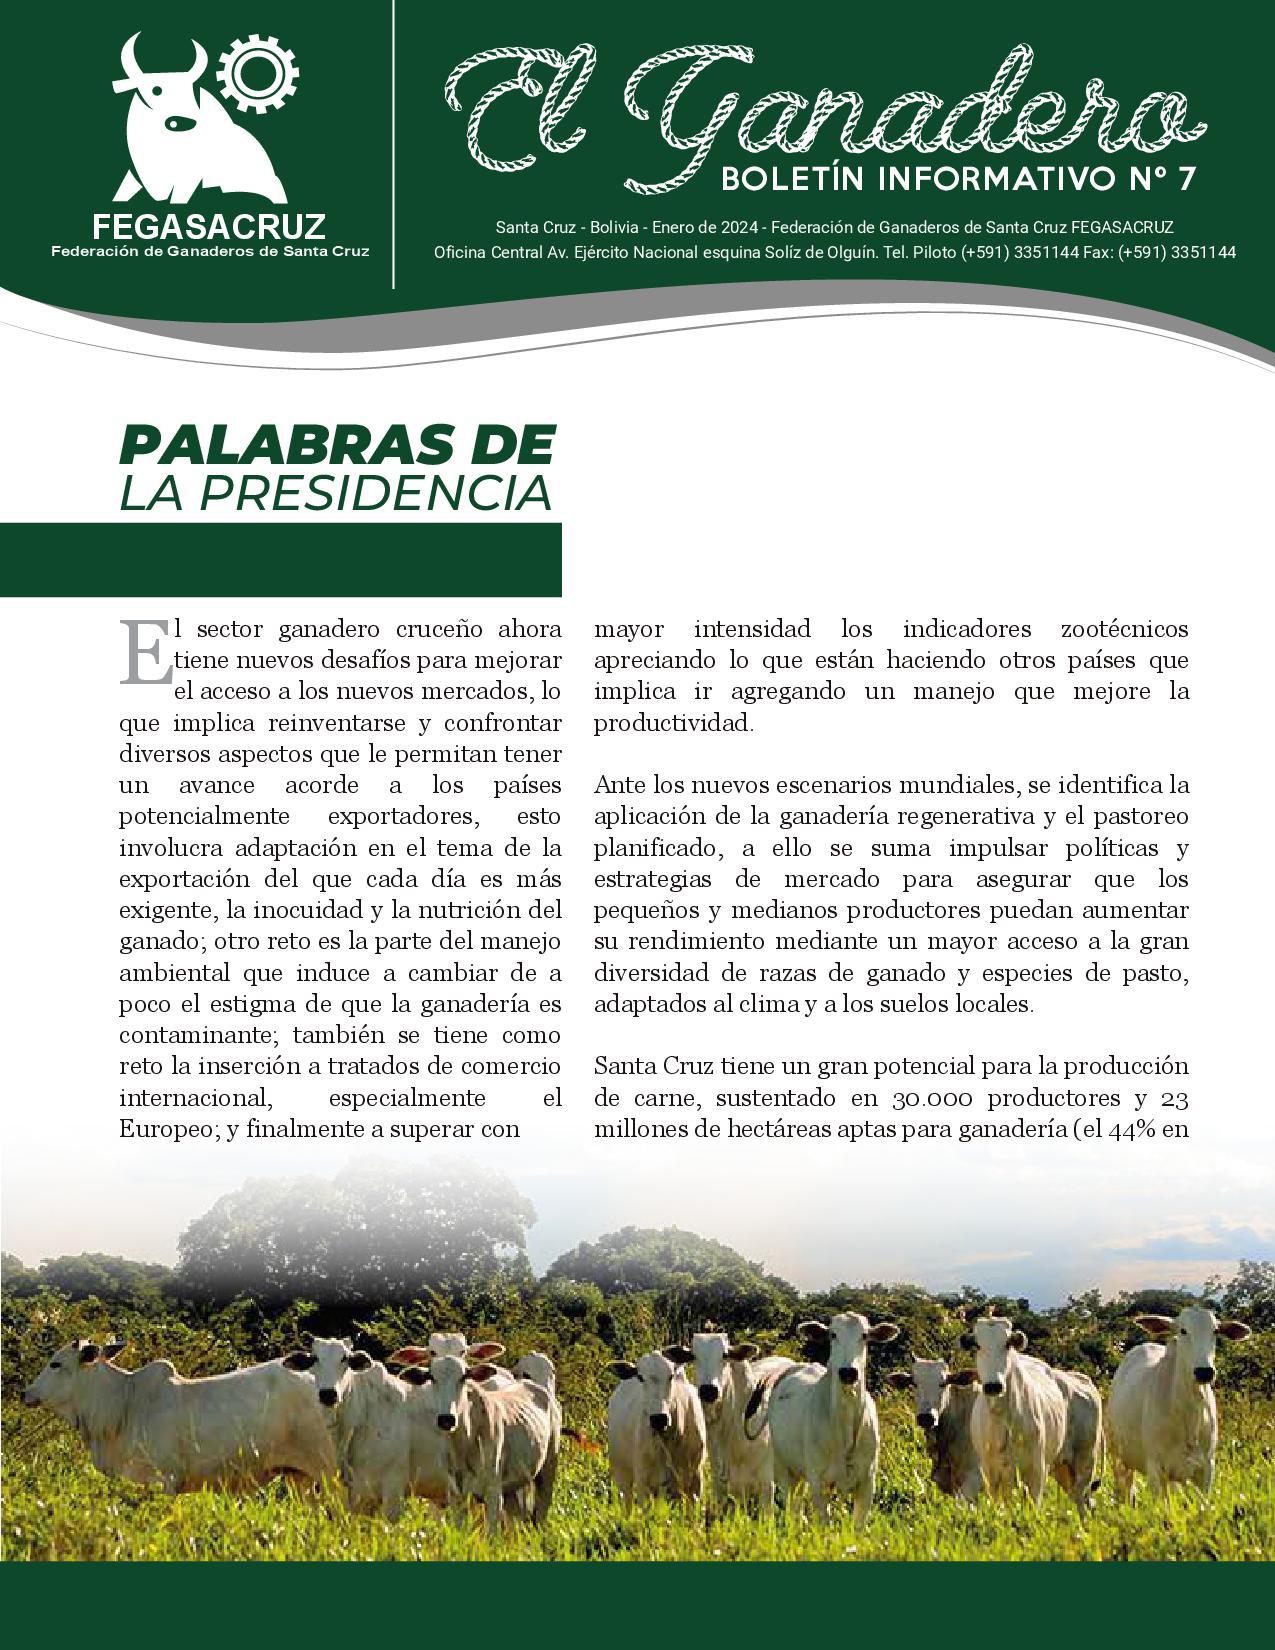 FEGASACRUZ
Federación de Ganaderos de Santa Cruz
El Ganadero
BOLETÍN INFORMATIVO Nº 7
Santa Cruz - Bolivia - Enero de 2024 - Federación de Ganaderos de Santa Cruz FEGASACRUZ
Oficina Central Av. Ejército Nacional esquina Solíz de Olguín. Tel. Piloto (+591) 3351144 Fax: (+591) 3351144
PALABRAS DE
LA PRESIDENCIA
El sector ganadero cruceño ahora
tiene nuevos desafíos para mejorar
el acceso a los nuevos mercados, lo
que implica reinventarse y confrontar
diversos aspectos que le permitan tener
un avance acorde a los países
potencialmente exportadores, esto
involucra adaptación en el tema de la
exportación del que cada día es más
exigente, la inocuidad y la nutrición del
ganado; otro reto es la parte del manejo
ambiental que induce a cambiar de a
poco el estigma de que la ganadería es
contaminante; también se tiene como
reto la inserción a tratados de comercio
internacional, especialmente el
Europeo; y finalmente a superar con
mayor intensidad los indicadores zootécnicos
apreciando lo que están haciendo otros países que
implica ir agregando un manejo que mejore la
productividad.
Ante los nuevos escenarios mundiales, se identifica la
aplicación de la ganadería regenerativa y el pastoreo
planificado, a ello se suma impulsar políticas y
estrategias de mercado para asegurar que los
pequeños y medianos productores puedan aumentar
su rendimiento mediante un mayor acceso a la gran
diversidad de razas de ganado y especies de pasto,
adaptados al clima y a los suelos locales.
Santa Cruz tiene un gran potencial para la producción
de carne, sustentado en 30.000 productores y 23
millones de hectáreas aptas para ganadería (el 44% en